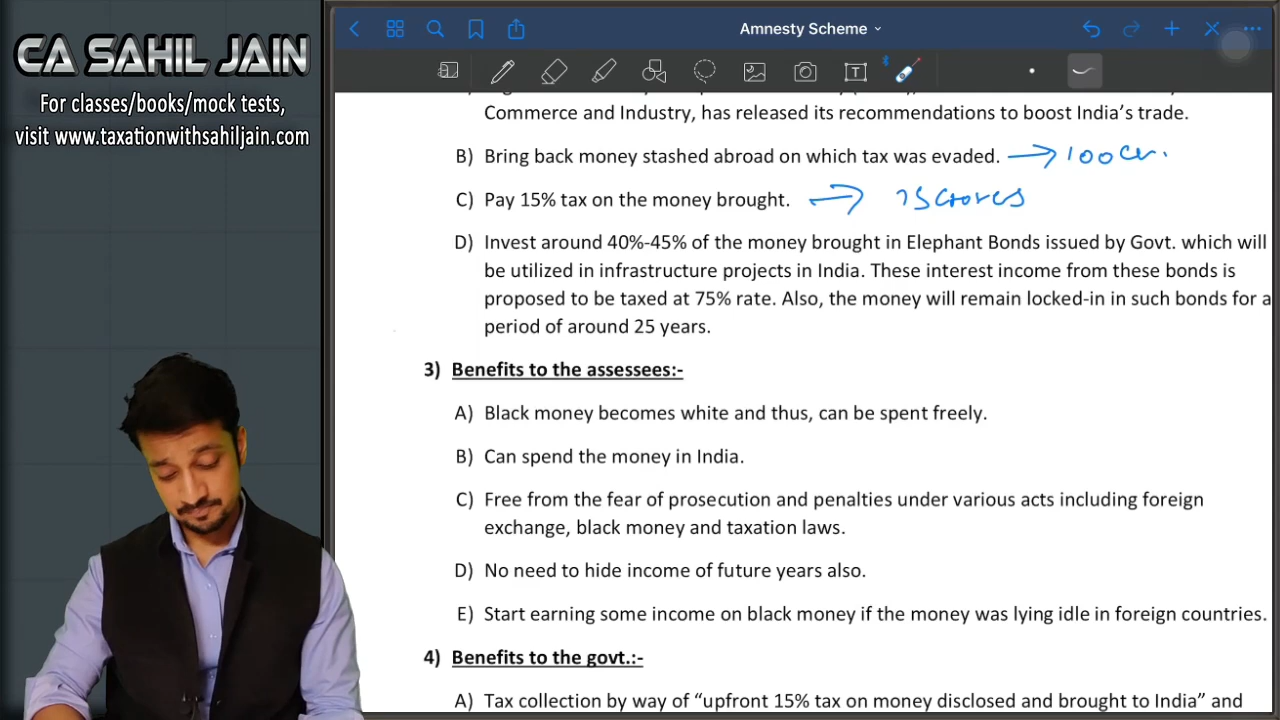 CA SAHIL JAIN
For classes/books/mock tests,
visit www.taxationwithsahiljain.com
Amnesty Scheme
T
Commerce and Industry, has released its recommendations to boost India’s trade.
B) Bring back money stashed abroad on which tax was evaded. → 100 cr.
C) Pay 15% tax on the money brought. → 15 crores
D) Invest around 40%-45% of the money brought in Elephant Bonds issued by Govt. which will
be utilized in infrastructure projects in India. These interest income from these bonds is
proposed to be taxed at 75% rate. Also, the money will remain locked-in in such bonds for a
period of around 25 years.
3) Benefits to the assessees:-
A) Black money becomes white and thus, can be spent freely.
B) Can spend the money in India.
C) Free from the fear of prosecution and penalties under various acts including foreign
exchange, black money and taxation laws.
D) No need to hide income of future years also.
E) Start earning some income on black money if the money was lying idle in foreign countries.
4) Benefits to the govt.:-
A) Tax collection by way of “upfront 15% tax on money disclosed and brought to India” and